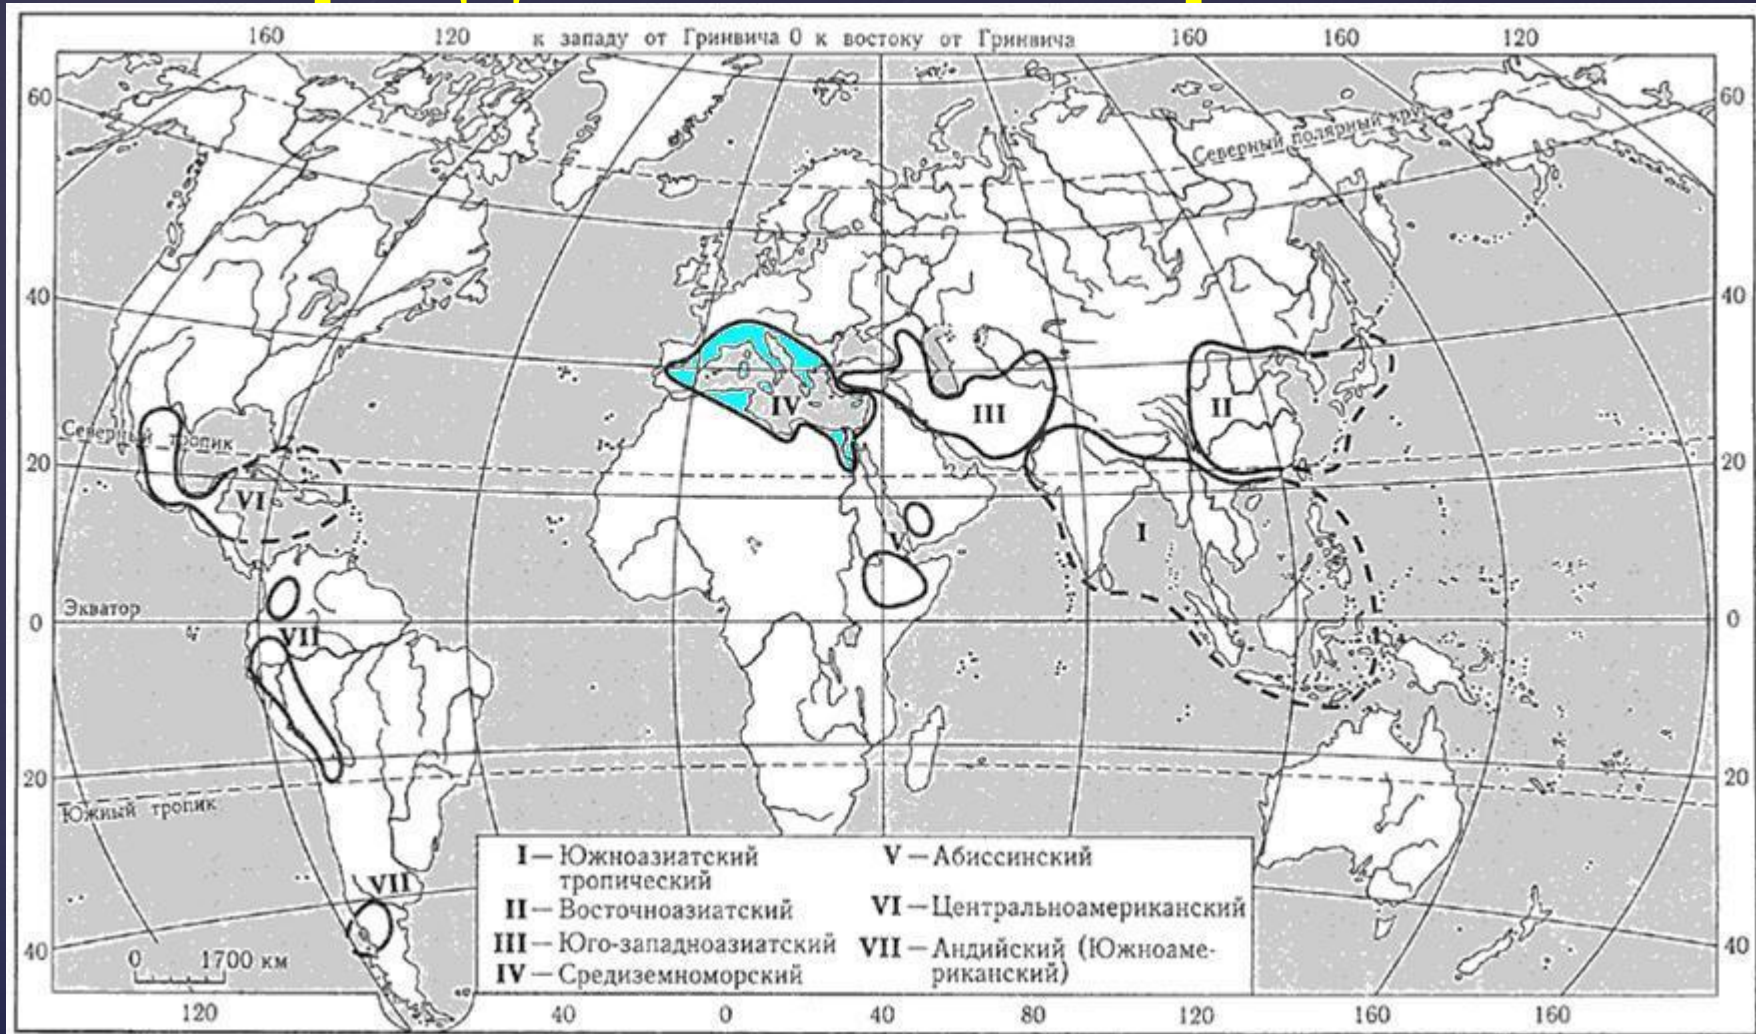 160 120 к западу от Гринвича 0 к востоку от Гринвича 160 160 120
60 60
Северный полярный круг
40 40
IV III II
Северный тропик
20 20
VI
I
V
Экватор
0 0
VII
20 20
Южный тропик
VII
I — Южноазиатский
тропический
II — Восточноазиатский
III — Юго-западноазиатский
IV — Средиземноморский
V — Абиссинский
VI — Центральноамериканский
VII — Андийский (Южноаме-
риканский)
40 40
0 1700 км
120 40 0 40 80 120 160 160